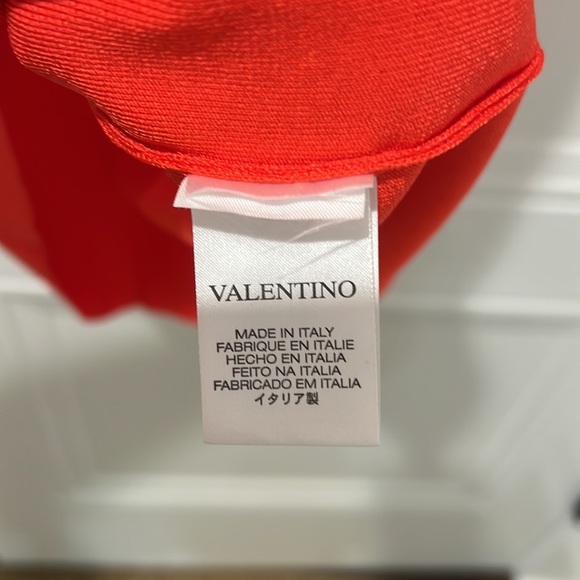 VALENTINO
MADE IN ITALY
FABRIQUE EN ITALIE
HECHO EN ITALIA
FEITO NA ITALIA
FABRICADO EM ITALIA
イタリア製